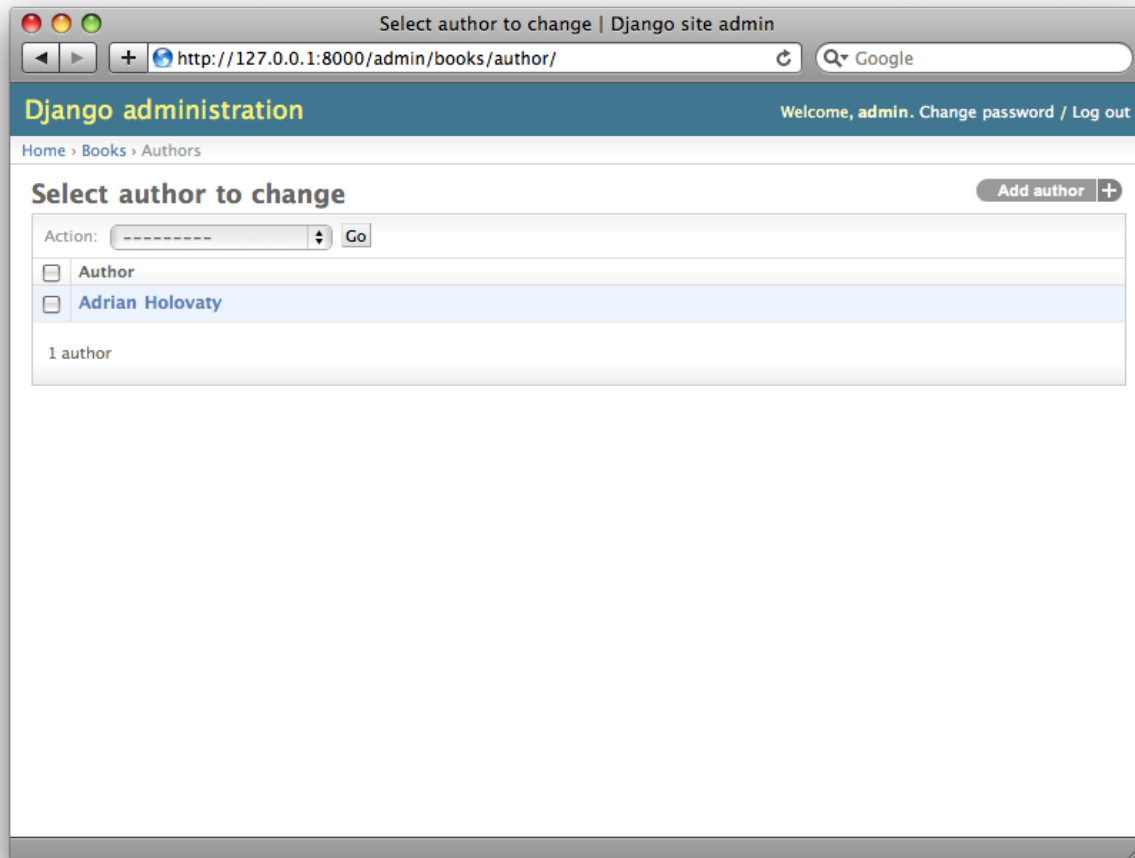 Select author to change | Django site admin
http://127.0.0.1:8000/admin/books/author/ Google
Django administration Welcome, admin. Change password / Log out
Home › Books › Authors
Select author to change Add author +
Action: --------- Go
Author
Adrian Holovaty
1 author